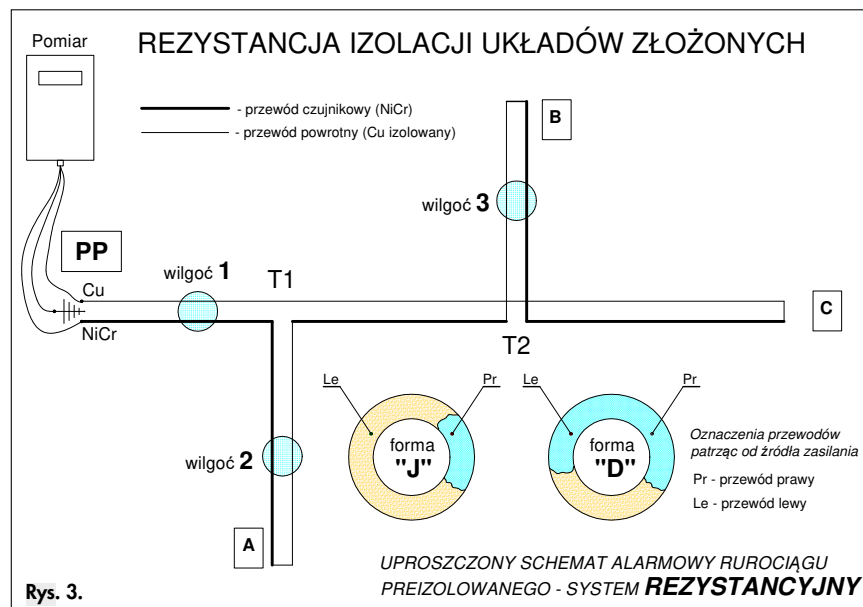 Pomiar
REZYSTANCJA IZOLACJI UKŁADÓW ZŁOŻONYCH
- przewód czujnikowy (NiCr)
- przewód powrotny (Cu izolowany)
B
wilgoć 3
PP
wilgoć 1
T1
Cu
NiCr
C
T2
Le
Pr
Le
Pr
forma
"J"
forma
"D"
Oznaczenia przewodów
patrząc od źródła zasilania
Pr - przewód prawy
Le - przewód lewy
wilgoć 2
A
UPROSZCZONY SCHEMAT ALARMOWY RUROCIĄGU
PREIZOLOWANEGO - SYSTEM REZYSTANCYJNY
Rys. 3.